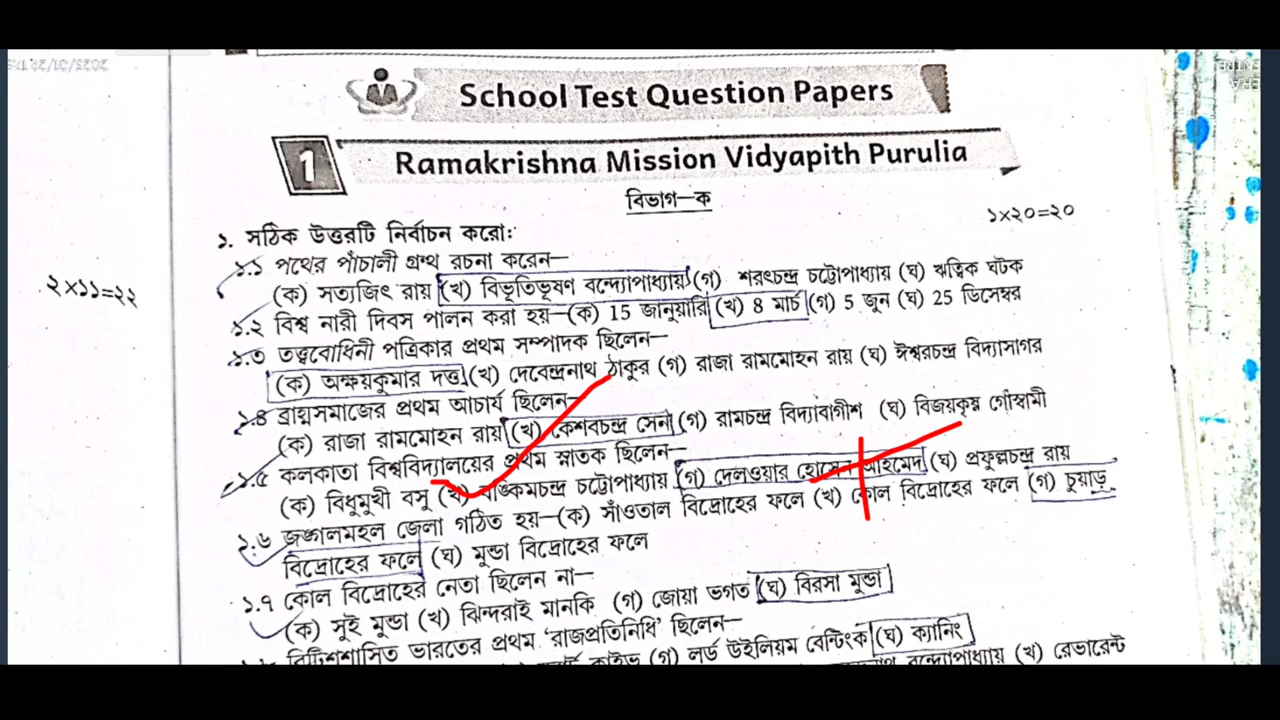 School Test Question Papers
1 Ramakrishna Mission Vidyapith Purulia
বিভাগ—ক
১. সঠিক উত্তরটি নির্বাচন করো: ১×২০=২০
২×১১=২২
১.১ পথের পাঁচালী গ্রন্থ রচনা করেন—
(ক) সত্যজিৎ রায় (খ) বিভূতিভূষণ বন্দ্যোপাধ্যায় (গ) শরৎচন্দ্র চট্টোপাধ্যায় (ঘ) ঋত্বিক ঘটক
১.২ বিশ্ব নারী দিবস পালন করা হয়—(ক) 15 জানুয়ারি (খ) 8 মার্চ (গ) 5 জুন (ঘ) 25 ডিসেম্বর
১.৩ তত্ত্ববোধিনী পত্রিকার প্রথম সম্পাদক ছিলেন—
(ক) অক্ষয়কুমার দত্ত (খ) দেবেন্দ্রনাথ ঠাকুর (গ) রাজা রামমোহন রায় (ঘ) ঈশ্বরচন্দ্র বিদ্যাসাগর
১.৪ ব্রাহ্মসমাজের প্রথম আচার্য ছিলেন—
(ক) রাজা রামমোহন রায় (খ) কেশবচন্দ্র সেন (গ) রামচন্দ্র বিদ্যাবাগীশ (ঘ) বিজয়কৃষ্ণ গোঁস্বামী
১.৫ কলকাতা বিশ্ববিদ্যালয়ের প্রথম স্নাতক ছিলেন—
(ক) বিধুমুখী বসু (খ) বঙ্কিমচন্দ্র চট্টোপাধ্যায় (গ) দেলওয়ার হোসেন আহমেদ (ঘ) প্রফুল্লচন্দ্র রায়
১.৬ জঙ্গলমহল জেলা গঠিত হয়—(ক) সাঁওতাল বিদ্রোহের ফলে (খ) কোল বিদ্রোহের ফলে (গ) চুয়াড়
বিদ্রোহের ফলে (ঘ) মুন্ডা বিদ্রোহের ফলে
১.৭ কোল বিদ্রোহের নেতা ছিলেন না—
(ক) সুই মুন্ডা (খ) ঝিন্দরাই মানকি (গ) জোয়া ভগত (ঘ) বিরসা মুন্ডা
ব্রিটিশশাসিত ভারতের প্রথম 'রাজপ্রতিনিধি' ছিলেন—
ক্লাইভ (গ) লর্ড উইলিয়ম বেন্টিংক (ঘ) ক্যানিং
বন্দ্যোপাধ্যায় (খ) রেভারেন্ট